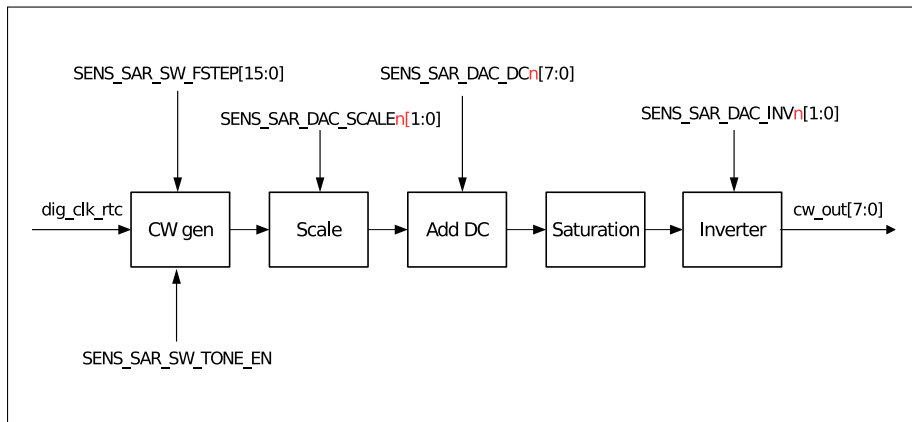 SENS_SAR_SW_FSTEP[15:0]
SENS_SAR_DAC_DCn[7:0]
SENS_SAR_DAC_SCALEn[1:0]
SENS_SAR_DAC_INVn[1:0]
dig_clk_rtc
CW gen
Scale
Add DC
Saturation
Inverter
cw_out[7:0]
SENS_SAR_SW_TONE_EN